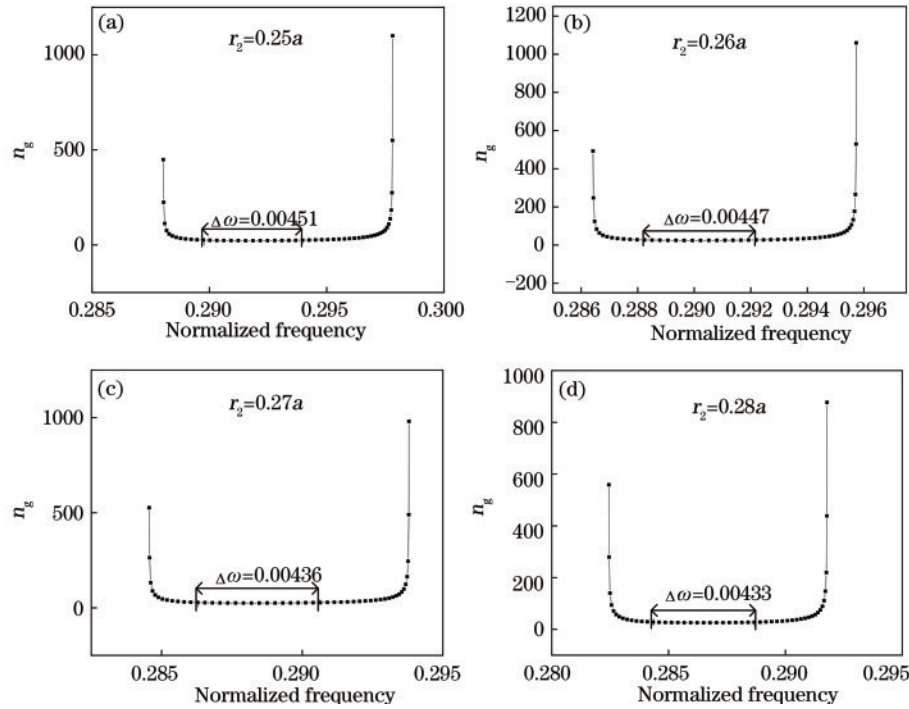 (a)
r₂=0.25a
1000
500
0
n_g
Δω=0.00451
0.285 0.290 0.295 0.300
Normalized frequency
(b)
r₂=0.26a
1200
1000
800
600
400
200
0
−200
n_g
Δω=0.00447
0.286 0.288 0.290 0.292 0.294 0.296
Normalized frequency
(c)
r₂=0.27a
1000
500
0
n_g
Δω=0.00436
0.285 0.290 0.295
Normalized frequency
(d)
r₂=0.28a
1000
800
600
400
200
0
n_g
Δω=0.00433
0.280 0.285 0.290 0.295
Normalized frequency